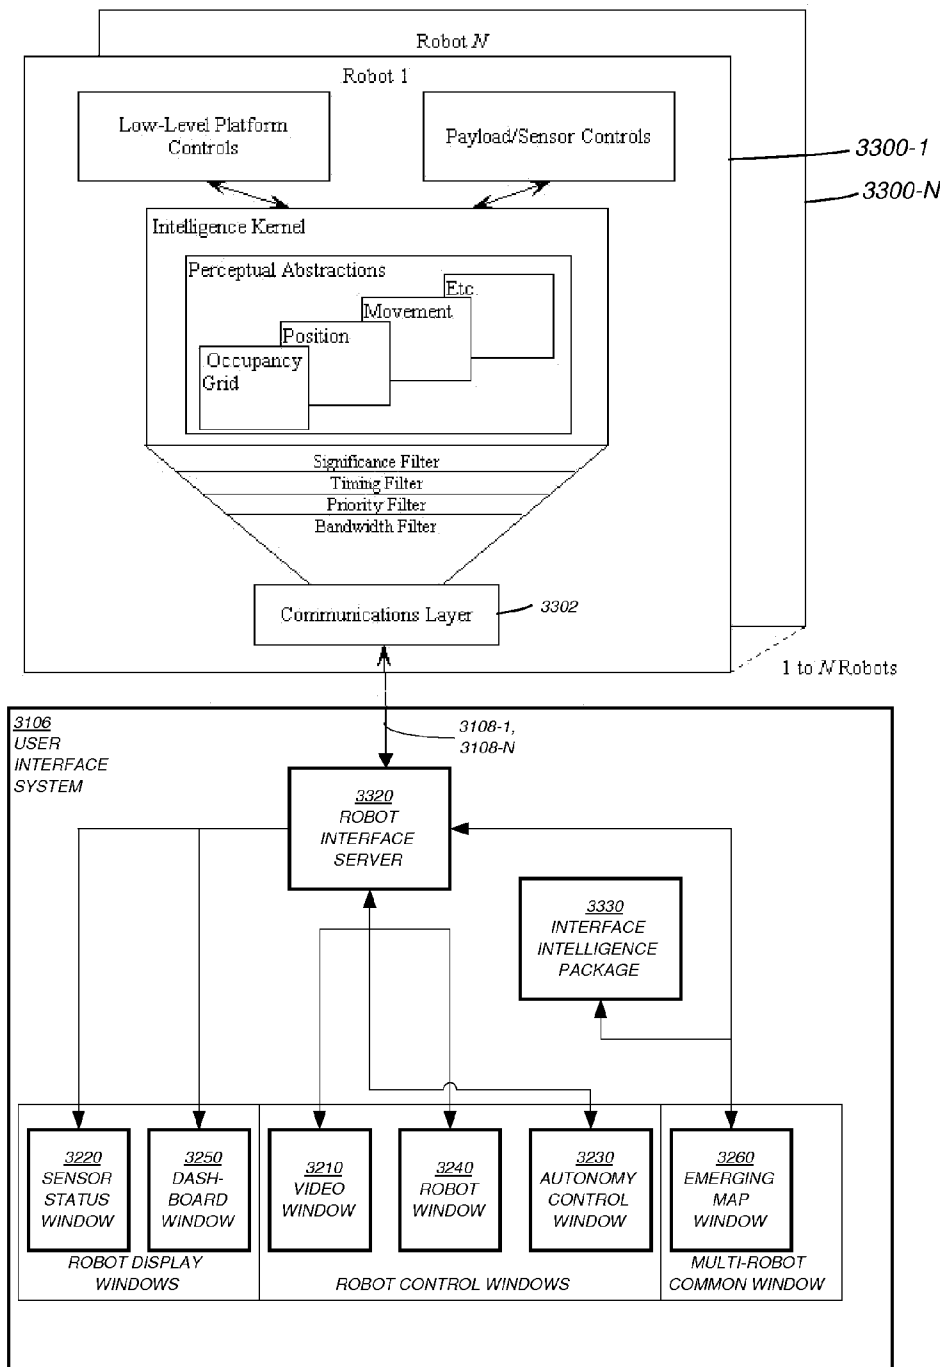 Robot N
Robot 1
Low-Level Platform
Controls
Payload/Sensor Controls
3300-1
3300-N
Intelligence Kernel
Perceptual Abstractions
Etc.
Movement
Position
Occupancy
Grid
Significance Filter
Timing Filter
Priority Filter
Bandwidth Filter
Communications Layer
3302
1 to N Robots
3106
USER
INTERFACE
SYSTEM
3108-1,
3108-N
3320
ROBOT
INTERFACE
SERVER
3330
INTERFACE
INTELLIGENCE
PACKAGE
3220
SENSOR
STATUS
WINDOW
3250
DASH-
BOARD
WINDOW
3210
VIDEO
WINDOW
3240
ROBOT
WINDOW
3230
AUTONOMY
CONTROL
WINDOW
3260
EMERGING
MAP
WINDOW
ROBOT DISPLAY
WINDOWS
ROBOT CONTROL WINDOWS
MULTI-ROBOT
COMMON WINDOW